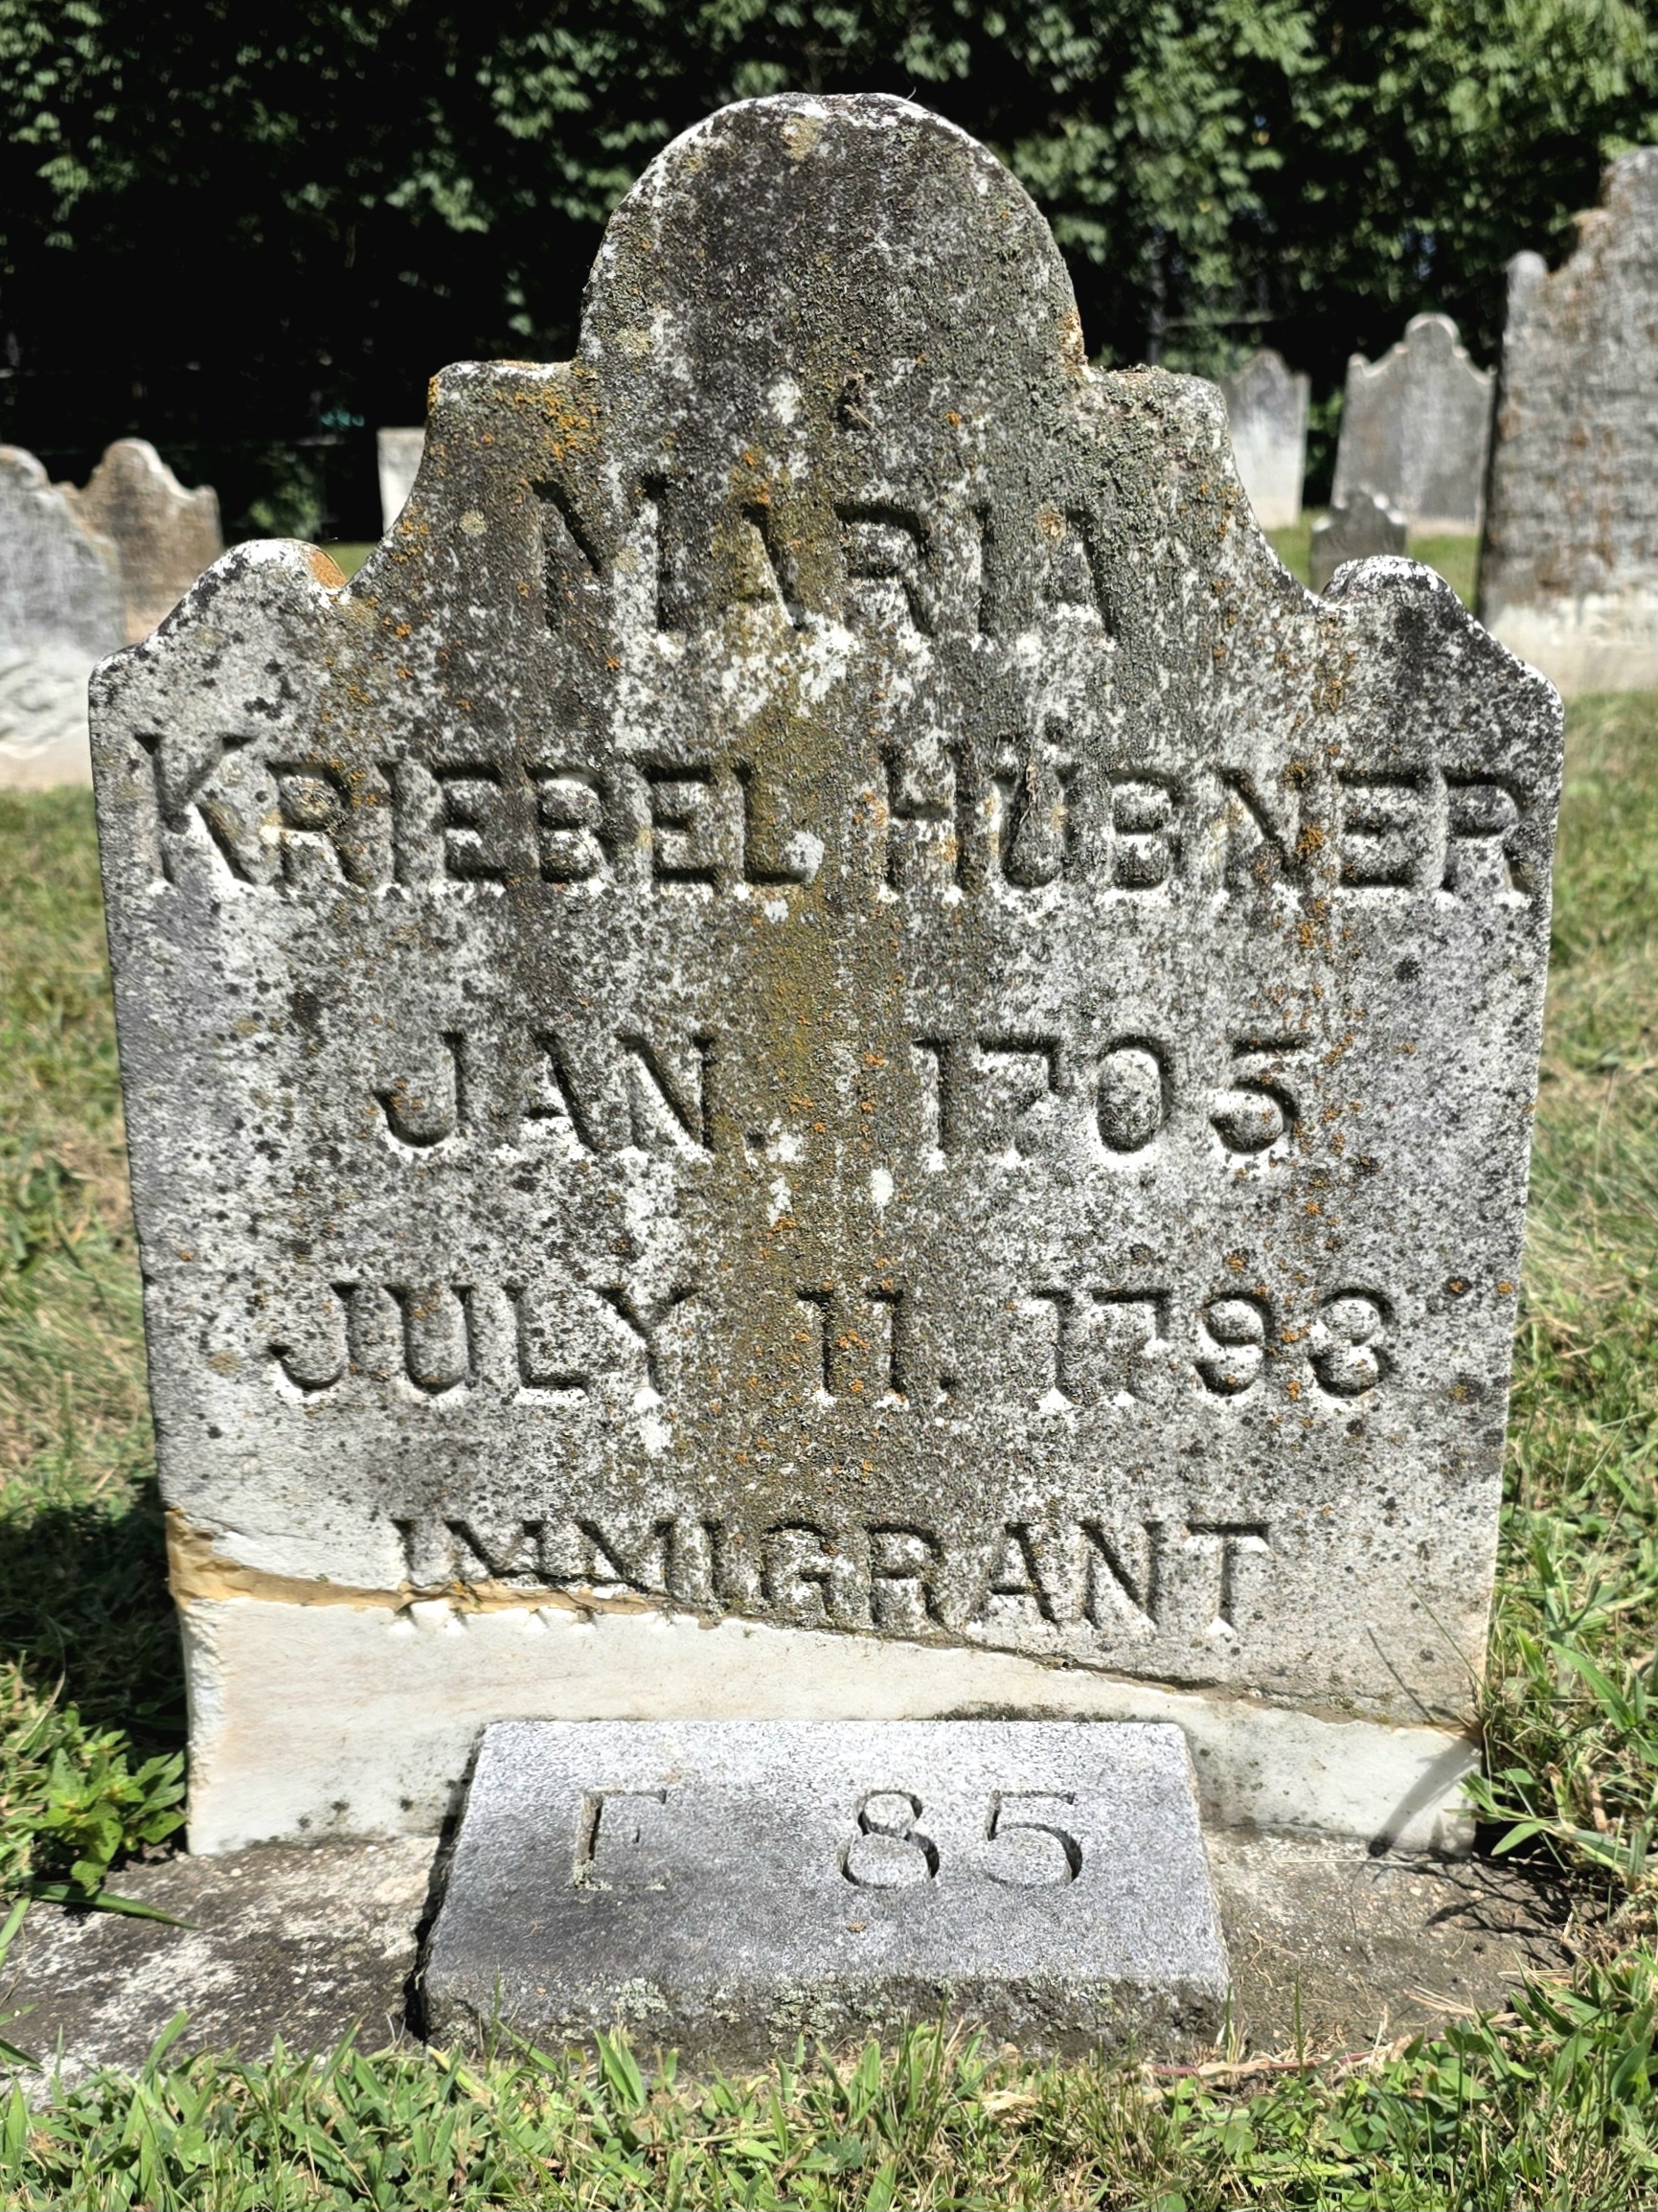 MARIA
KRIEBEL HÜBNER
JAN. 1705
JULY 11. 1793
IMMIGRANT
E 85